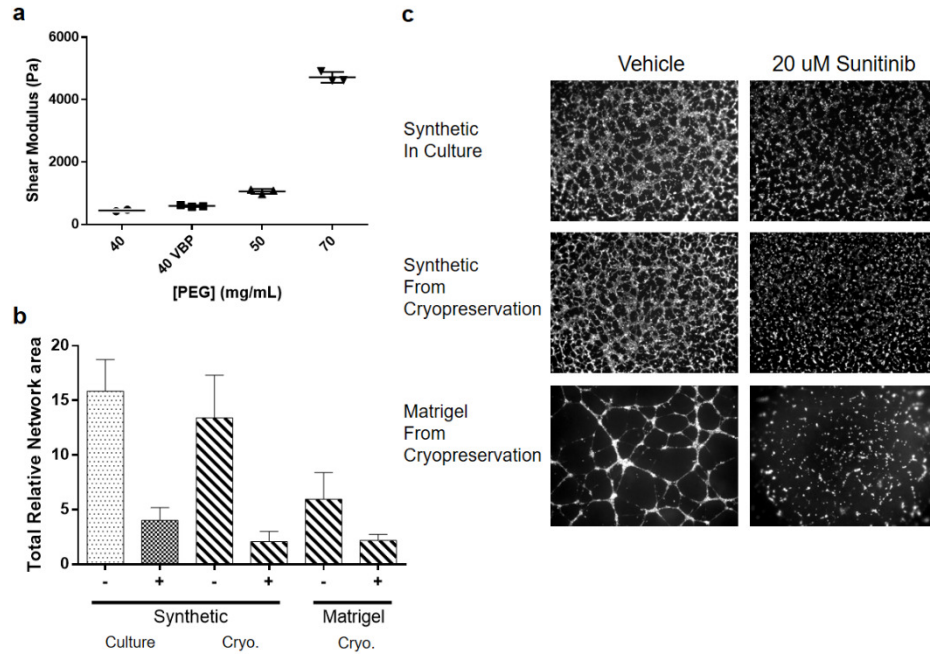 a
Shear Modulus (Pa)
6000
4000
2000
0
40
40 VBP
50
70
[PEG] (mg/mL)
b
Total Relative Network area
20
15
10
5
0
- + - + - +
Synthetic Matrigel
Culture Cryo. Cryo.
c
Vehicle 20 uM Sunitinib
Synthetic
In Culture
Synthetic
From
Cryopreservation
Matrigel
From
Cryopreservation